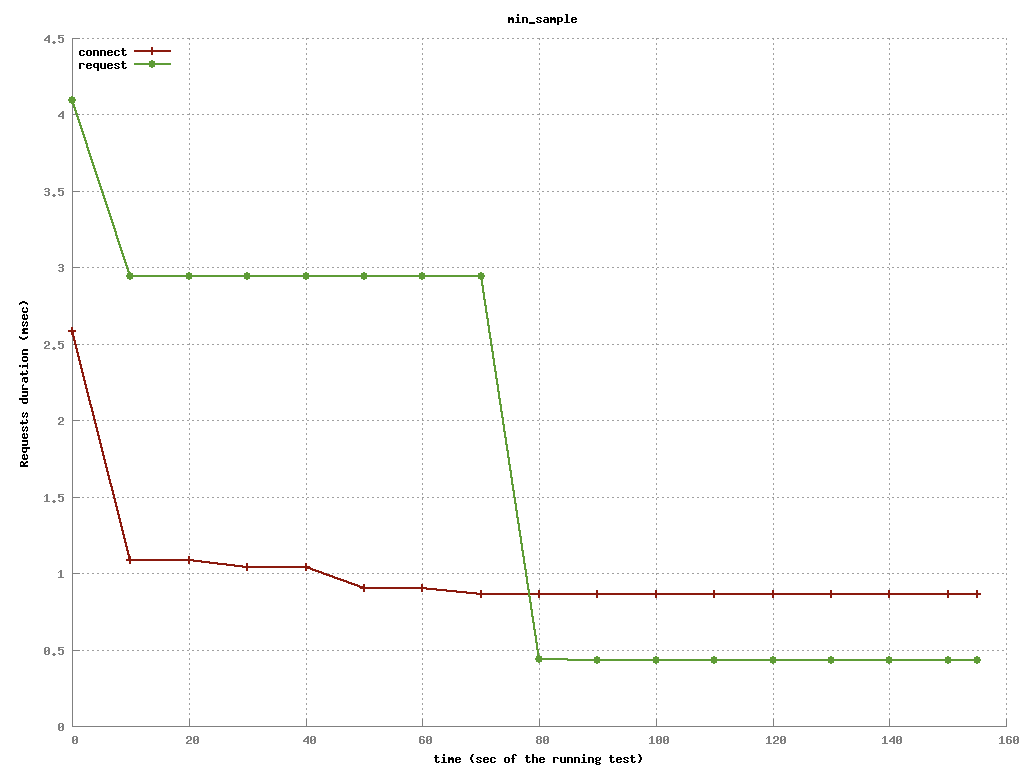 min_sample
connect
request
4.5
4
3.5
3
2.5
2
1.5
1
0.5
0
Requests duration (msec)
0 20 40 60 80 100 120 140 160
time (sec of the running test)